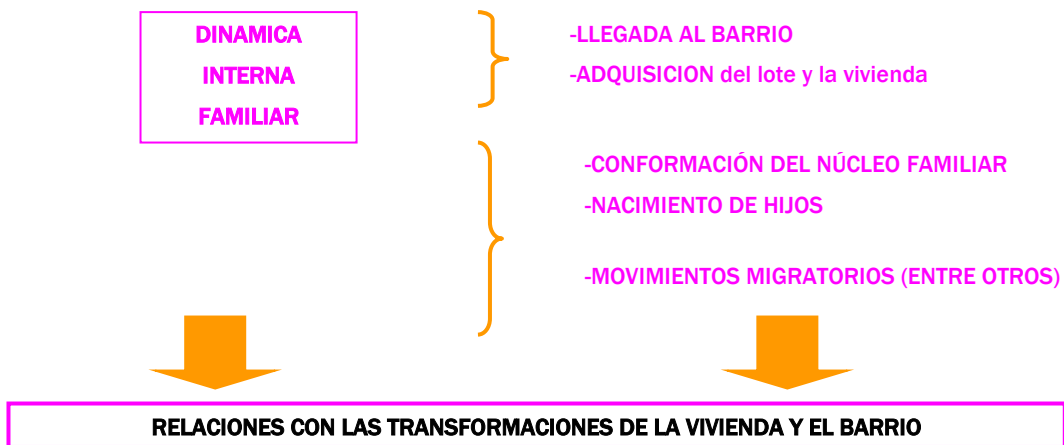 DINAMICA
INTERNA
FAMILIAR
-LLEGADA AL BARRIO
-ADQUISICION del lote y la vivienda
-CONFORMACIÓN DEL NÚCLEO FAMILIAR
-NACIMIENTO DE HIJOS
-MOVIMIENTOS MIGRATORIOS (ENTRE OTROS)
RELACIONES CON LAS TRANSFORMACIONES DE LA VIVIENDA Y EL BARRIO